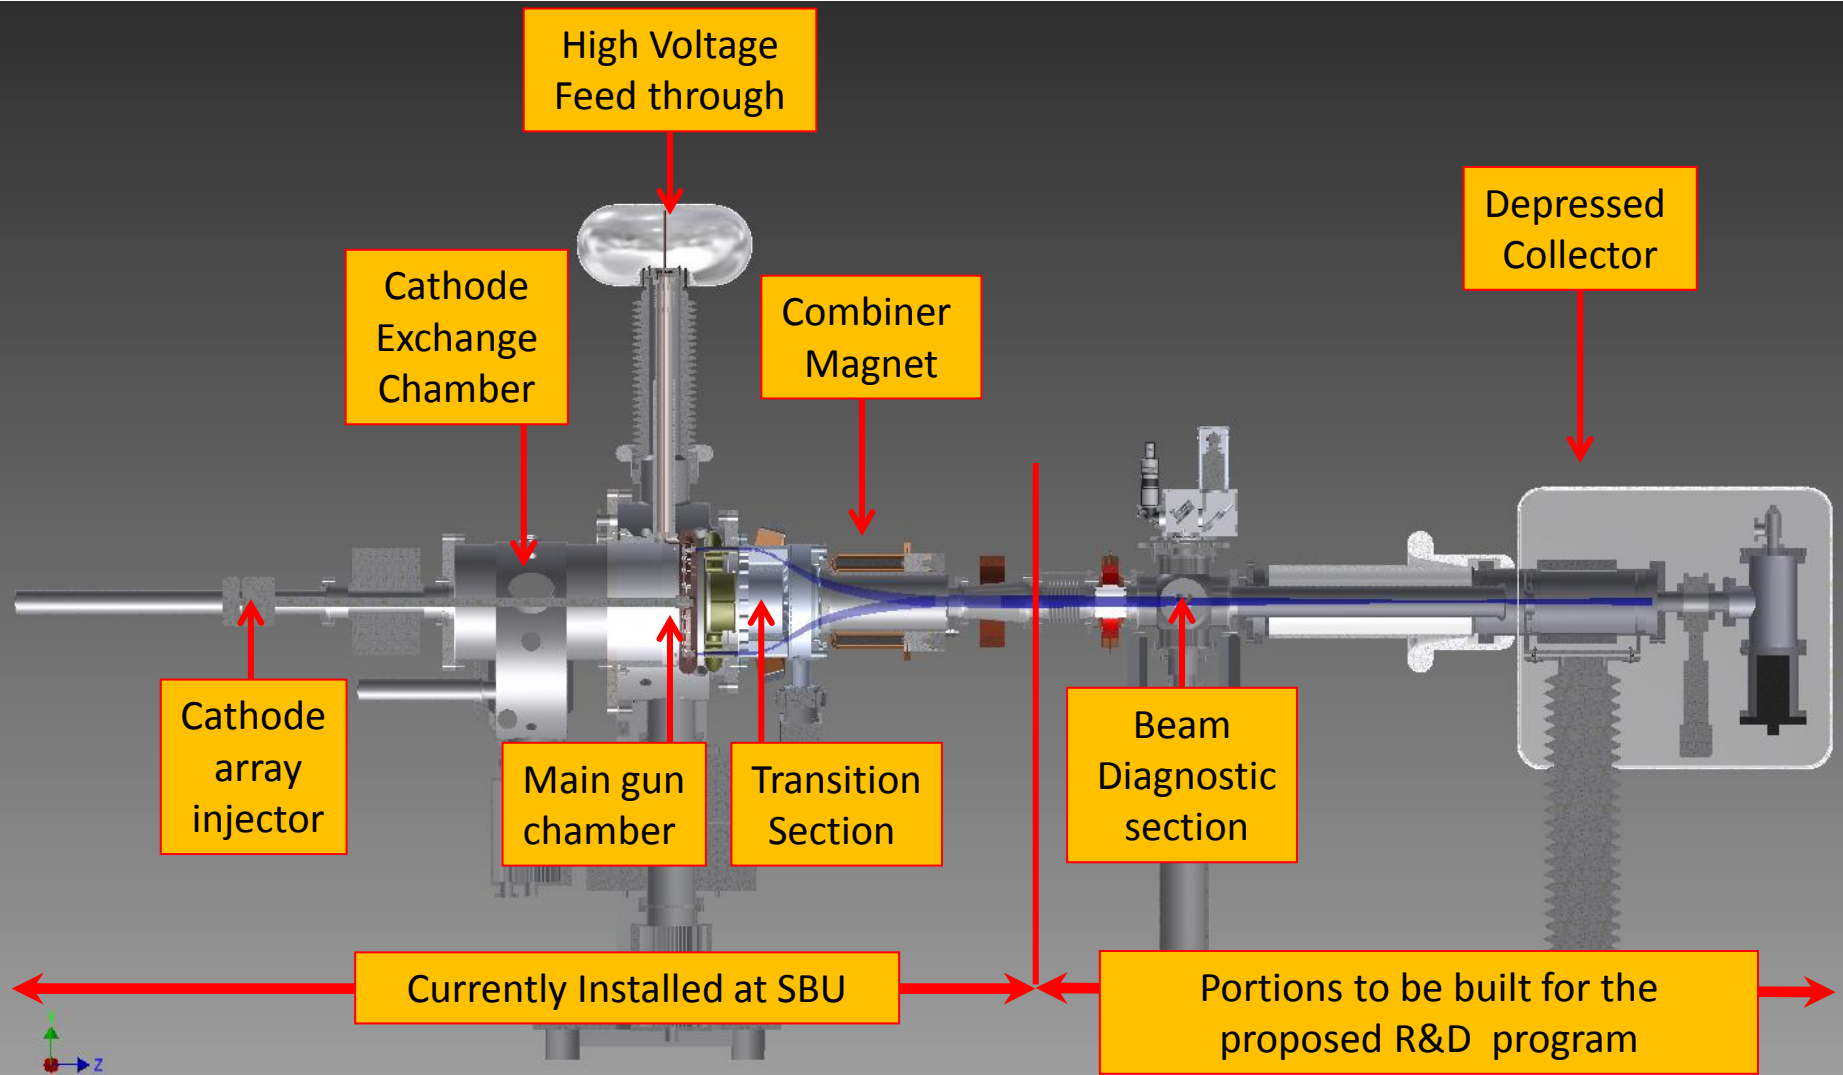 High Voltage
Feed through
Depressed
Collector
Cathode
Exchange
Chamber
Combiner
Magnet
Cathode
array
injector
Main gun
chamber
Transition
Section
Beam
Diagnostic
section
Currently Installed at SBU
Portions to be built for the
proposed R&D program
Y
Z